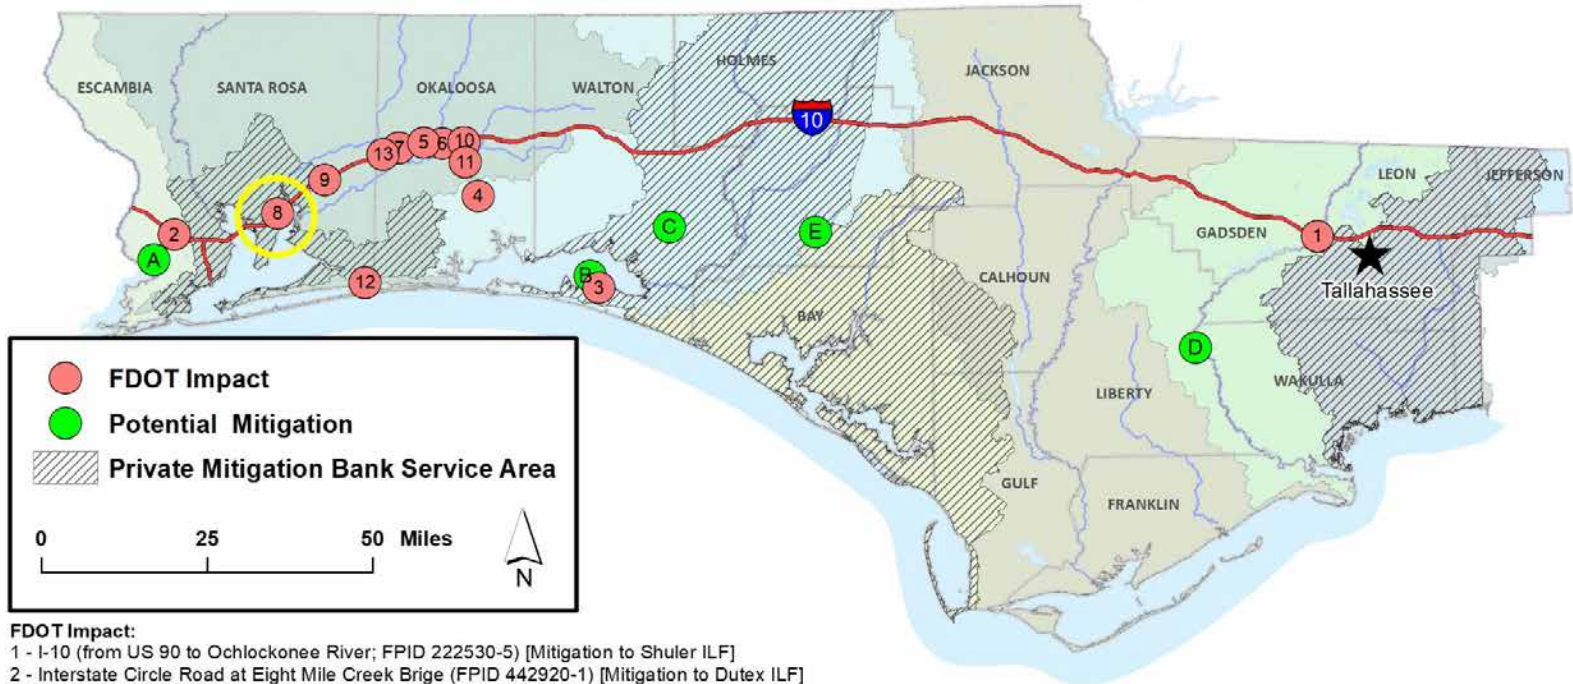 ESCAMBIA
SANTA ROSA
OKALOOSA
WALTON
HOLMES
JACKSON
10
LEON
JEFFERSON
GADSDEN
CALHOUN
BAY
Tallahassee
WAKULLA
LIBERTY
GULF
FRANKLIN
13
7
5
6
10
11
4
9
8
2
A
12
B
3
C
E
1
D
FDOT Impact
Potential Mitigation
Private Mitigation Bank Service Area
0 25 50 Miles
N
FDOT Impact:
1 - I-10 (from US 90 to Ochlockonee River; FPID 222530-5) [Mitigation to Shuler ILF]
2 - Interstate Circle Road at Eight Mile Creek Brige (FPID 442920-1) [Mitigation to Dutex ILF]